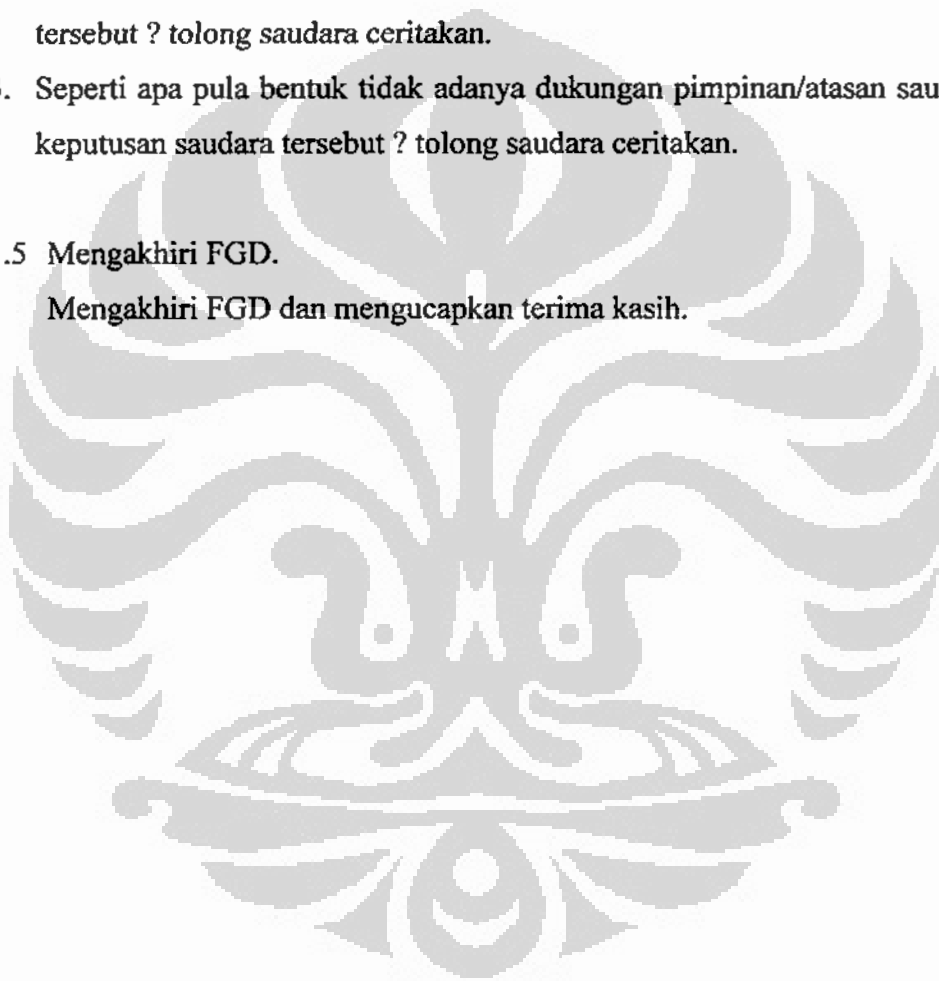 tersebut ? tolong saudara ceritakan.
. Seperti apa pula bentuk tidak adanya dukungan pimpinan/atasan sau
keputusan saudara tersebut ? tolong saudara ceritakan.
.5 Mengakhiri FGD.
Mengakhiri FGD dan mengucapkan terima kasih.